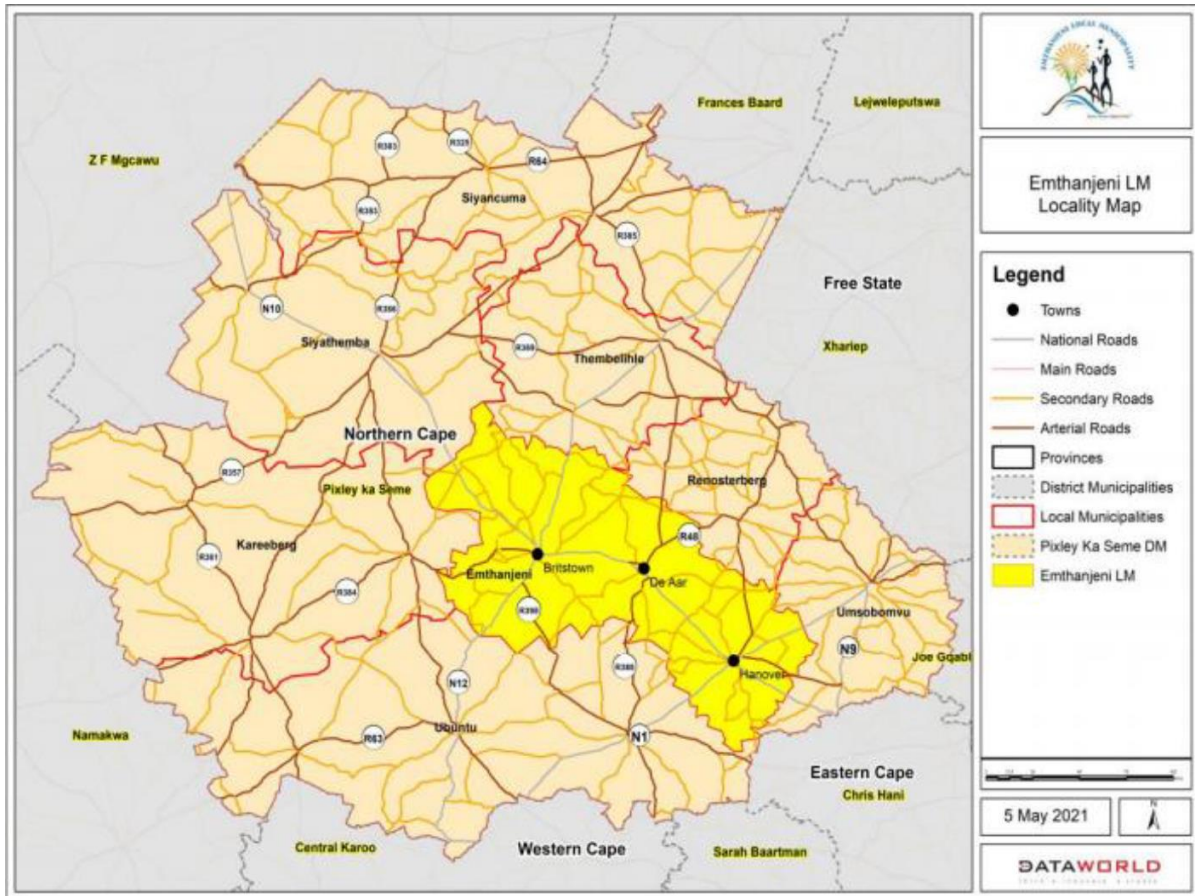 Frances Baard
Lejweleputswa
Z F Mgcawu
R383
R325
R64
Siyancuma
R383
R385
Free State
N10
Siyathemba
R388
Thembelihle
Xhariep
Northern Cape
R357
Pixley ka Seme
Renosterberg
Kareeberg
R361
R48
Britstown
De Aar
Emthanjeni
R384
R398
Umsobomvu
N9
Joe Gqabi
R388
Hanover
N12
Namakwa
Ubuntu
R63
N1
Eastern Cape
Chris Hani
Central Karoo
Western Cape
Sarah Baartman
EMTHANJENI LOCAL MUNICIPALITY
Emthanjeni LM
Locality Map
Legend
Towns
National Roads
Main Roads
Secondary Roads
Arterial Roads
Provinces
District Municipalities
Local Municipalities
Pixley Ka Seme DM
Emthanjeni LM
5 May 2021
N
DATAWORLD